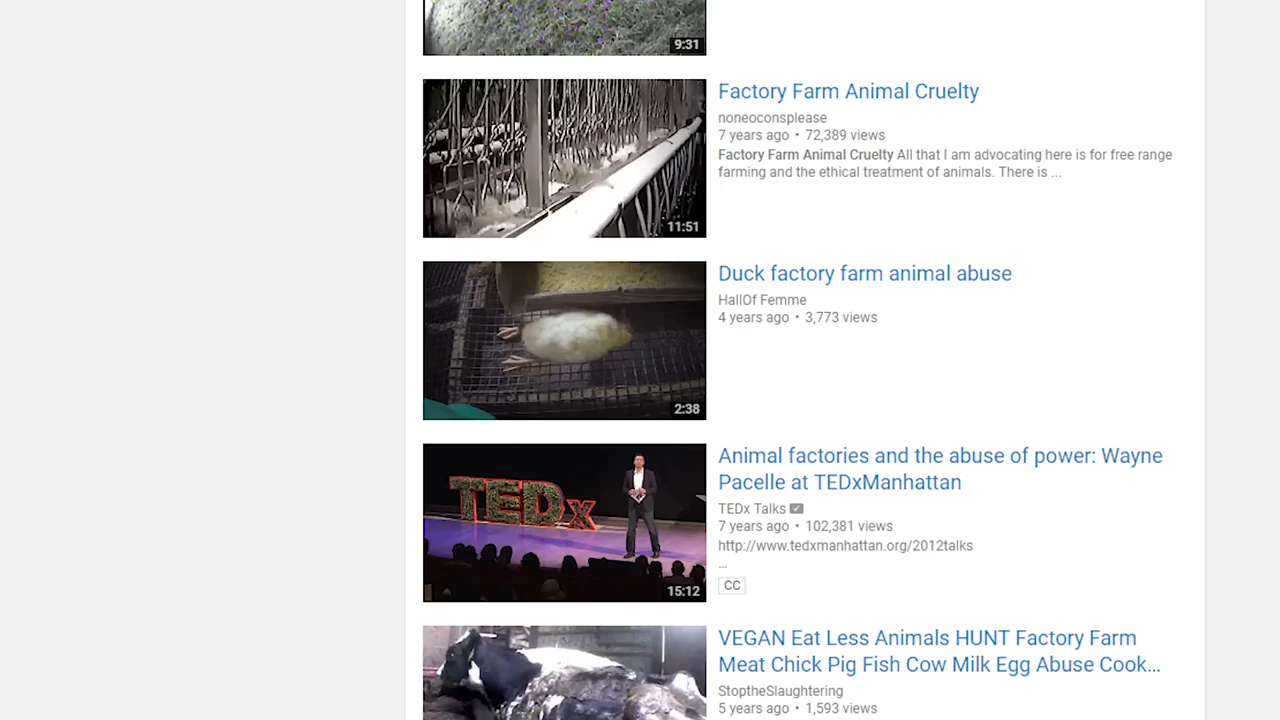 9:31
Factory Farm Animal Cruelty
noneoconsplease
7 years ago • 72,389 views
Factory Farm Animal Cruelty All that I am advocating here is for free range
farming and the ethical treatment of animals. There is ...
11:51
Duck factory farm animal abuse
HallOf Femme
4 years ago • 3,773 views
2:38
Animal factories and the abuse of power: Wayne
Pacelle at TEDxManhattan
TEDx Talks
7 years ago • 102,381 views
http://www.tedxmanhattan.org/2012talks
...
CC
TEDx
15:12
VEGAN Eat Less Animals HUNT Factory Farm
Meat Chick Pig Fish Cow Milk Egg Abuse Cook...
StoptheSlaughtering
5 years ago • 1,593 views